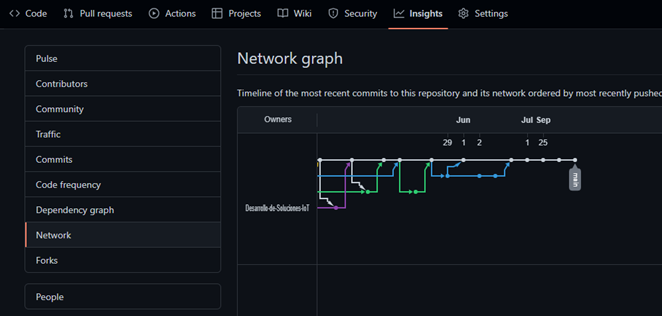 Code Pull requests Actions Projects Wiki Security Insights Settings
Pulse
Contributors
Community
Traffic
Commits
Code frequency
Dependency graph
Network
Forks
People
Network graph
Timeline of the most recent commits to this repository and its network ordered by most recently pushed
Owners
Jun Jul Sep
29 1 2 1 25
main
Desarrollo-de-Soluciones-IoT